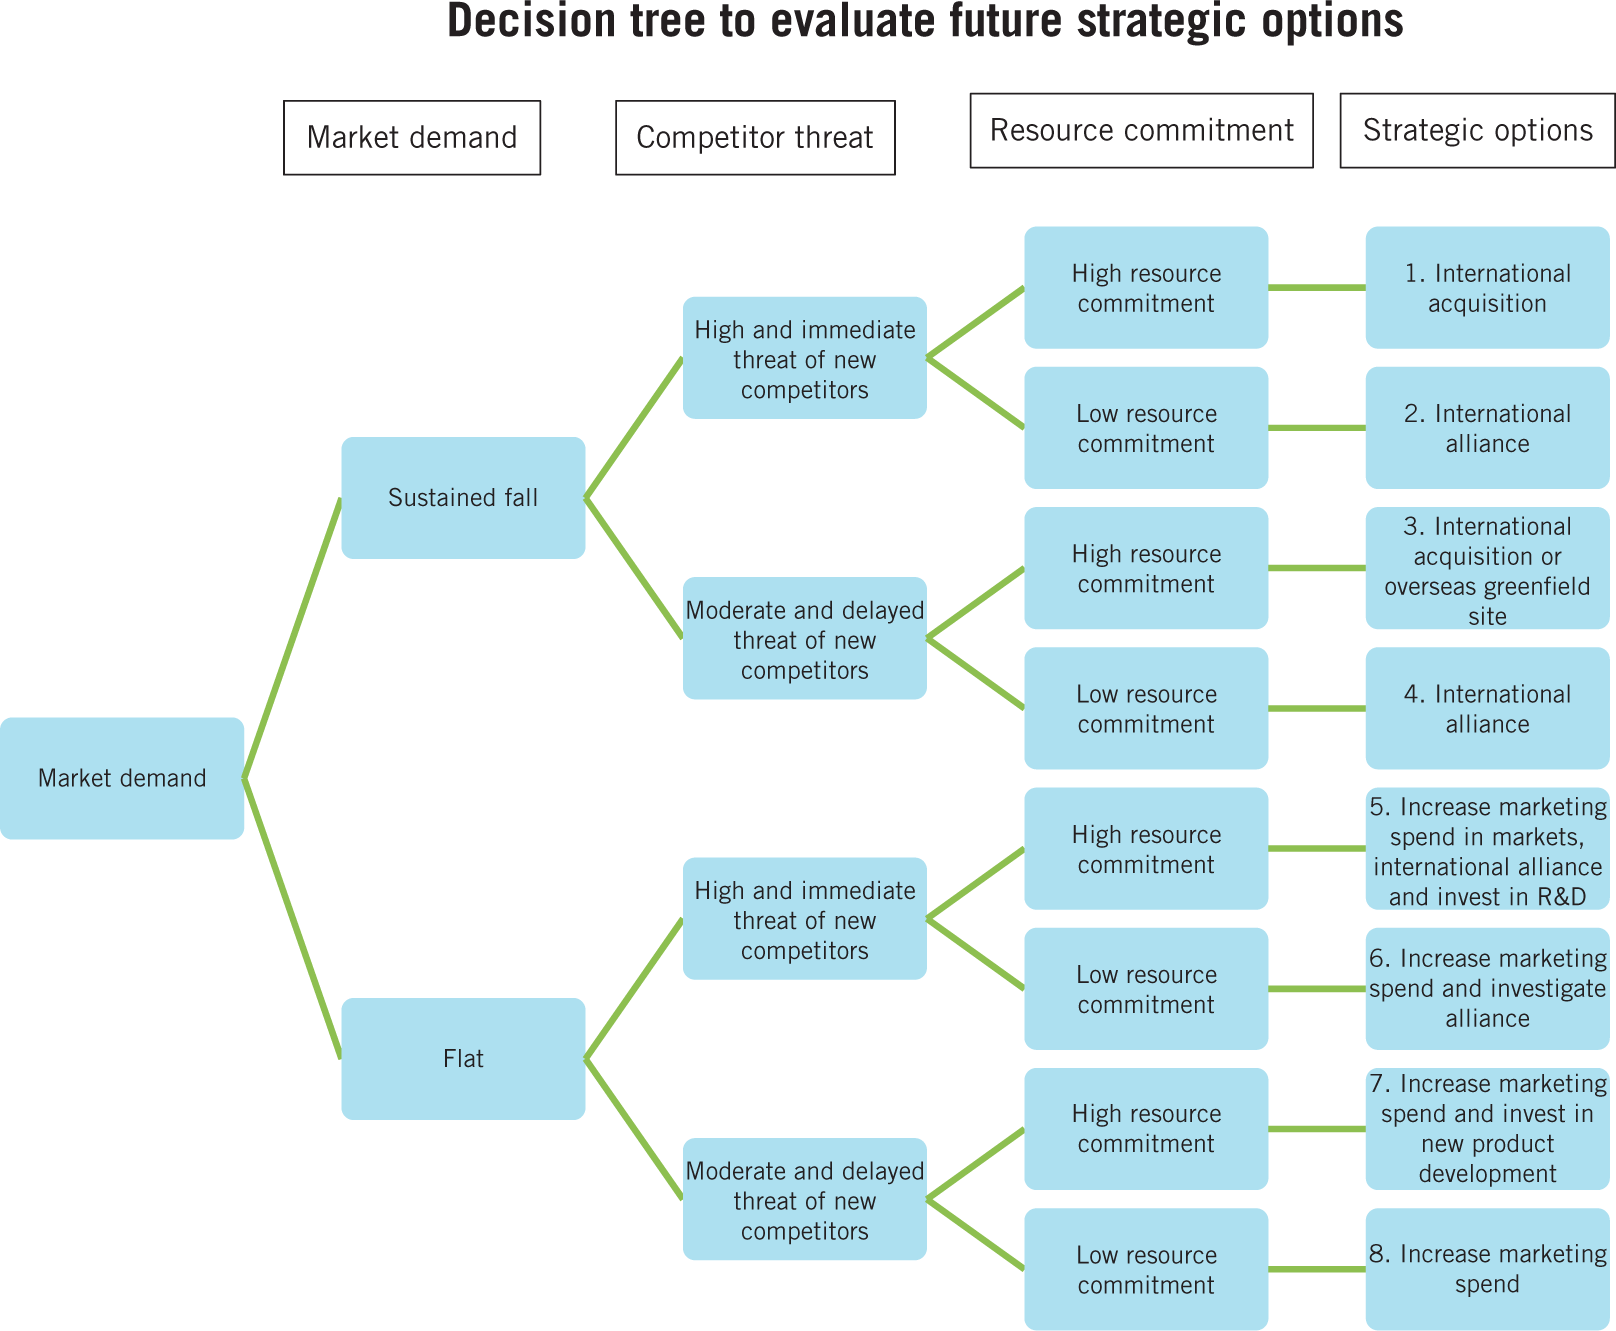 Decision tree to evaluate future strategic options
Market demand
Competitor threat
Resource commitment
Strategic options
Market demand
Sustained fall
High and immediate
threat of new
competitors
High resource
commitment
1. International
acquisition
Low resource
commitment
2. International
alliance
Moderate and delayed
threat of new
competitors
High resource
commitment
3. International
acquisition or
overseas greenfield
site
Low resource
commitment
4. International
alliance
Flat
High and immediate
threat of new
competitors
High resource
commitment
5. Increase marketing
spend in markets,
international alliance
and invest in R&D
Low resource
commitment
6. Increase marketing
spend and investigate
alliance
Moderate and delayed
threat of new
competitors
High resource
commitment
7. Increase marketing
spend and invest in
new product
development
Low resource
commitment
8. Increase marketing
spend